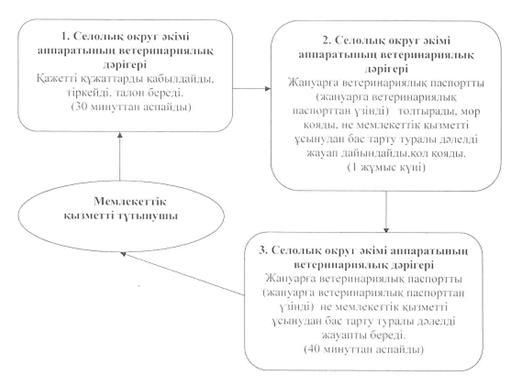 1. Селолық округ әкімі
аппаратының ветеринариялық
дәрігері
Қажетті құжаттарды қабылдайды,
тіркейді, талон береді.
(30 минуттан аспайды)
2. Селолық округ әкімі
аппаратының ветеринариялық
дәрігері
Жануарға ветеринариялық паспортты
(жануарға ветеринариялық
паспорттан үзінді) толтырады, мөр
қояды, не мемлекеттік қызметті
ұсынудан бас тарту туралы дәлелді
жауап дайындайды,қол қояды.
(1 жұмыс күні)
Мемлекеттік
қызметті тұтынушы
3. Селолық округ әкімі аппаратының
ветеринариялық дәрігері
Жануарға ветеринариялық паспортты
(жануарға ветеринариялық паспорттан
үзінді) не мемлекеттік қызметті
ұсынудан бас тарту туралы дәлелді
жауапты береді.
(40 минуттан аспайды)